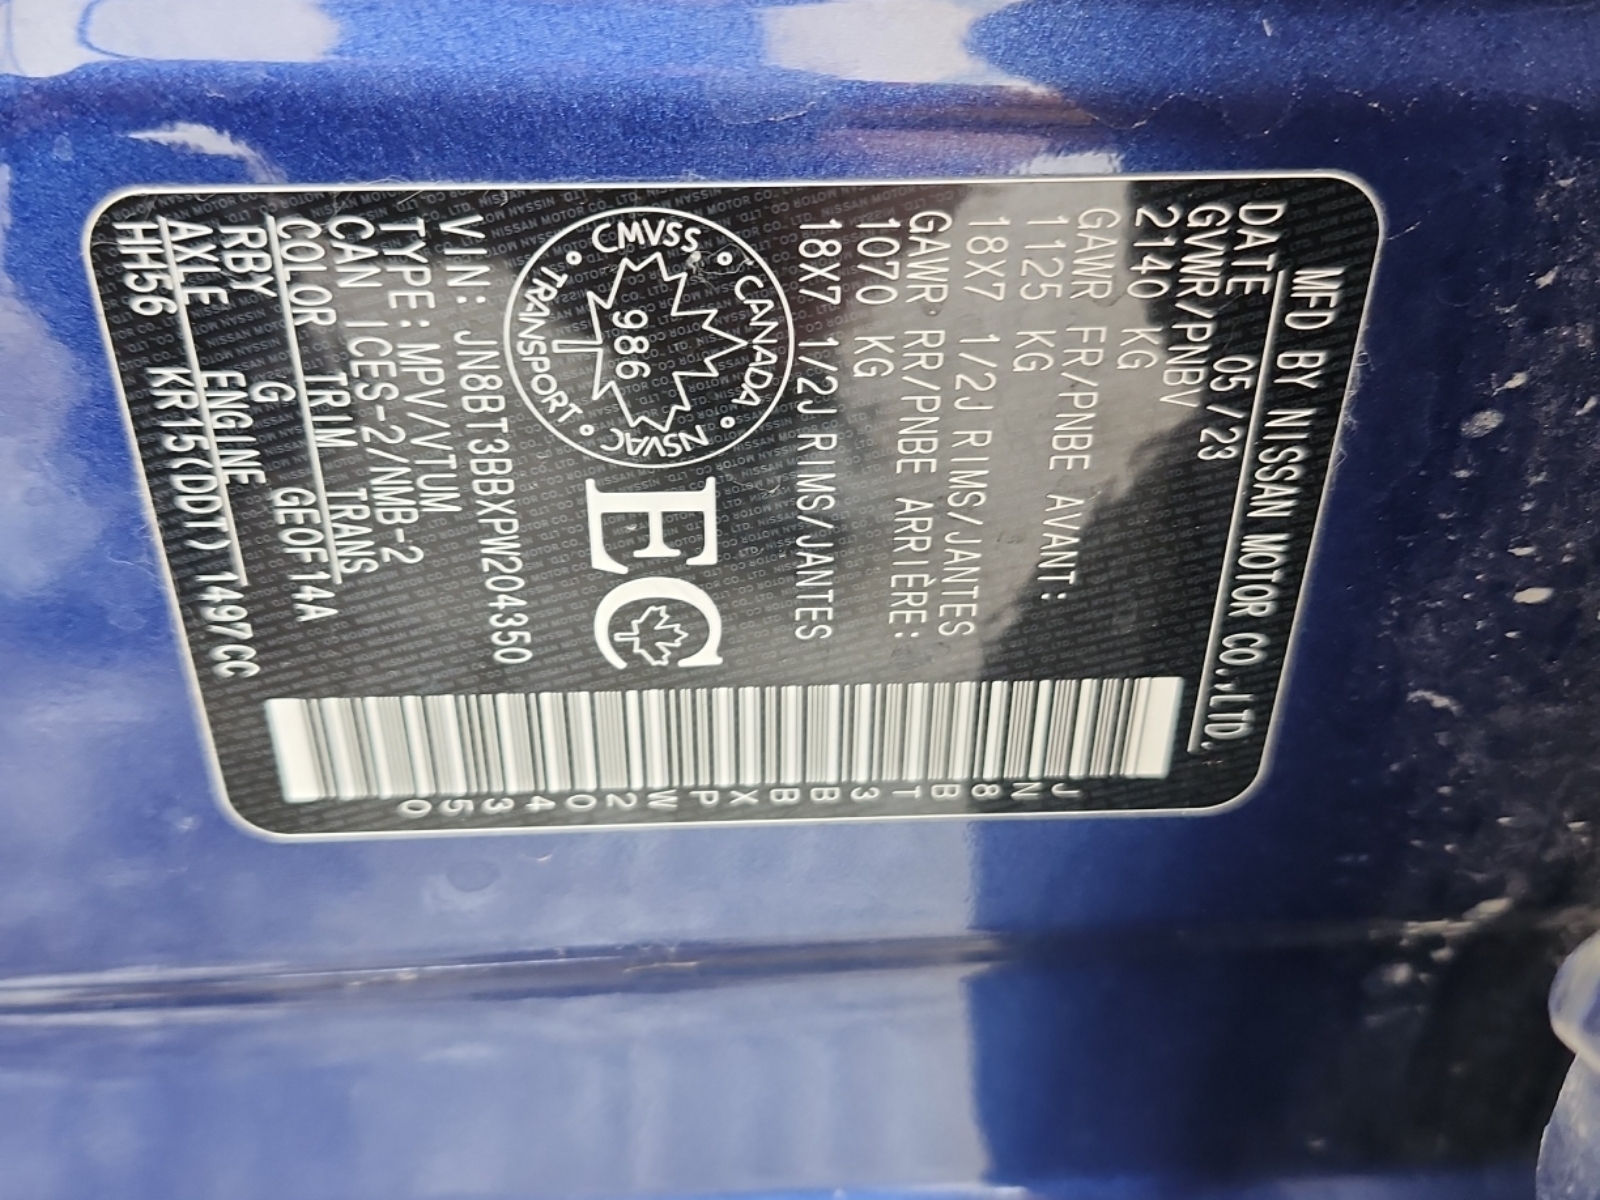 MFD BY NISSAN MOTOR CO.,LTD.
DATE 05/23
GVWR/PNBV
2140 KG
GAWR FR/PNBE AVANT:
1125 KG
18X7 1/2J RIMS/JANTES
GAWR RR/PNBE ARRIÈRE:
1070 KG
18X7 1/2J RIMS/JANTES
CMVSS • CANADA • NSVAC • TRANSPORT •
986
EC
VIN: JN8BT3BBXPW204350
TYPE:MPV/VTUM
CAN ICES-2/NMB-2
COLOR TRIM TRANS
RBY G GEOF14A
AXLE ENGINE
HH56 KR15(DDT) 1497CC
JN8BT3BBXPW204350